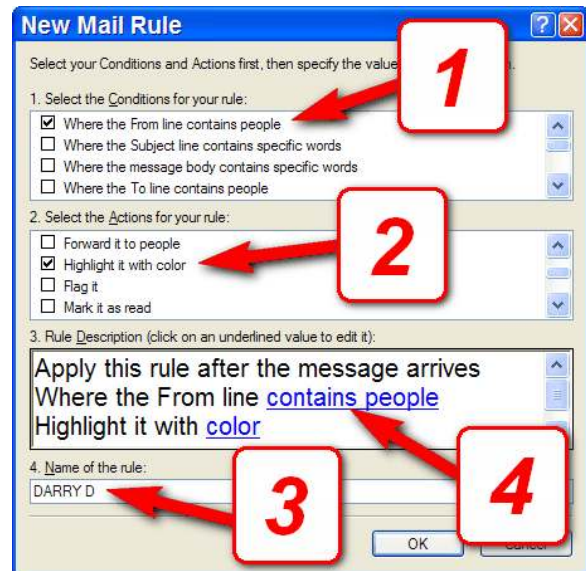 New Mail Rule
Select your Conditions and Actions first, then specify the
1. Select the Conditions for your rule:
Where the From line contains people
Where the Subject line contains specific words
Where the message body contains specific words
Where the To line contains people
1
2. Select the Actions for your rule:
Forward it to people
Highlight it with color
Flag it
Mark it as read
2
3. Rule Description (click on an underlined value to edit it):
Apply this rule after the message arrives
Where the From line contains people
Highlight it with color
4. Name of the rule:
DARRY D
3
4
OK